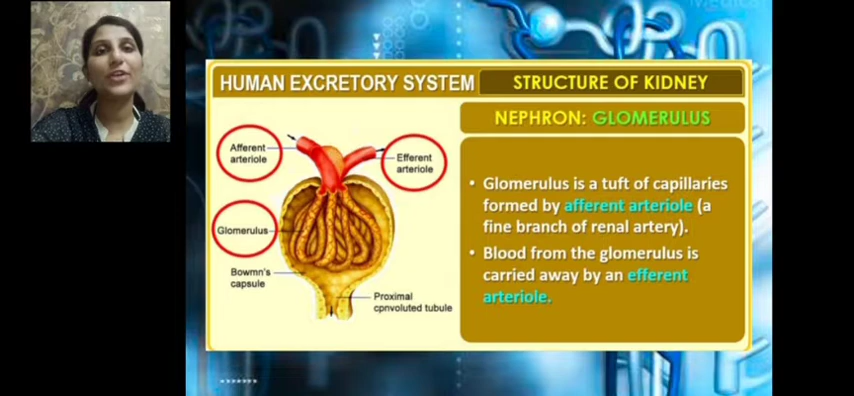 Medical
HUMAN EXCRETORY SYSTEM
STRUCTURE OF KIDNEY
NEPHRON: GLOMERULUS
Afferent
arteriole
Efferent
arteriole
Glomerulus
Bowmn's
capsule
Proximal
cpnvoluted tubule
• Glomerulus is a tuft of capillaries
formed by afferent arteriole (a
fine branch of renal artery).
• Blood from the glomerulus is
carried away by an efferent
arteriole.